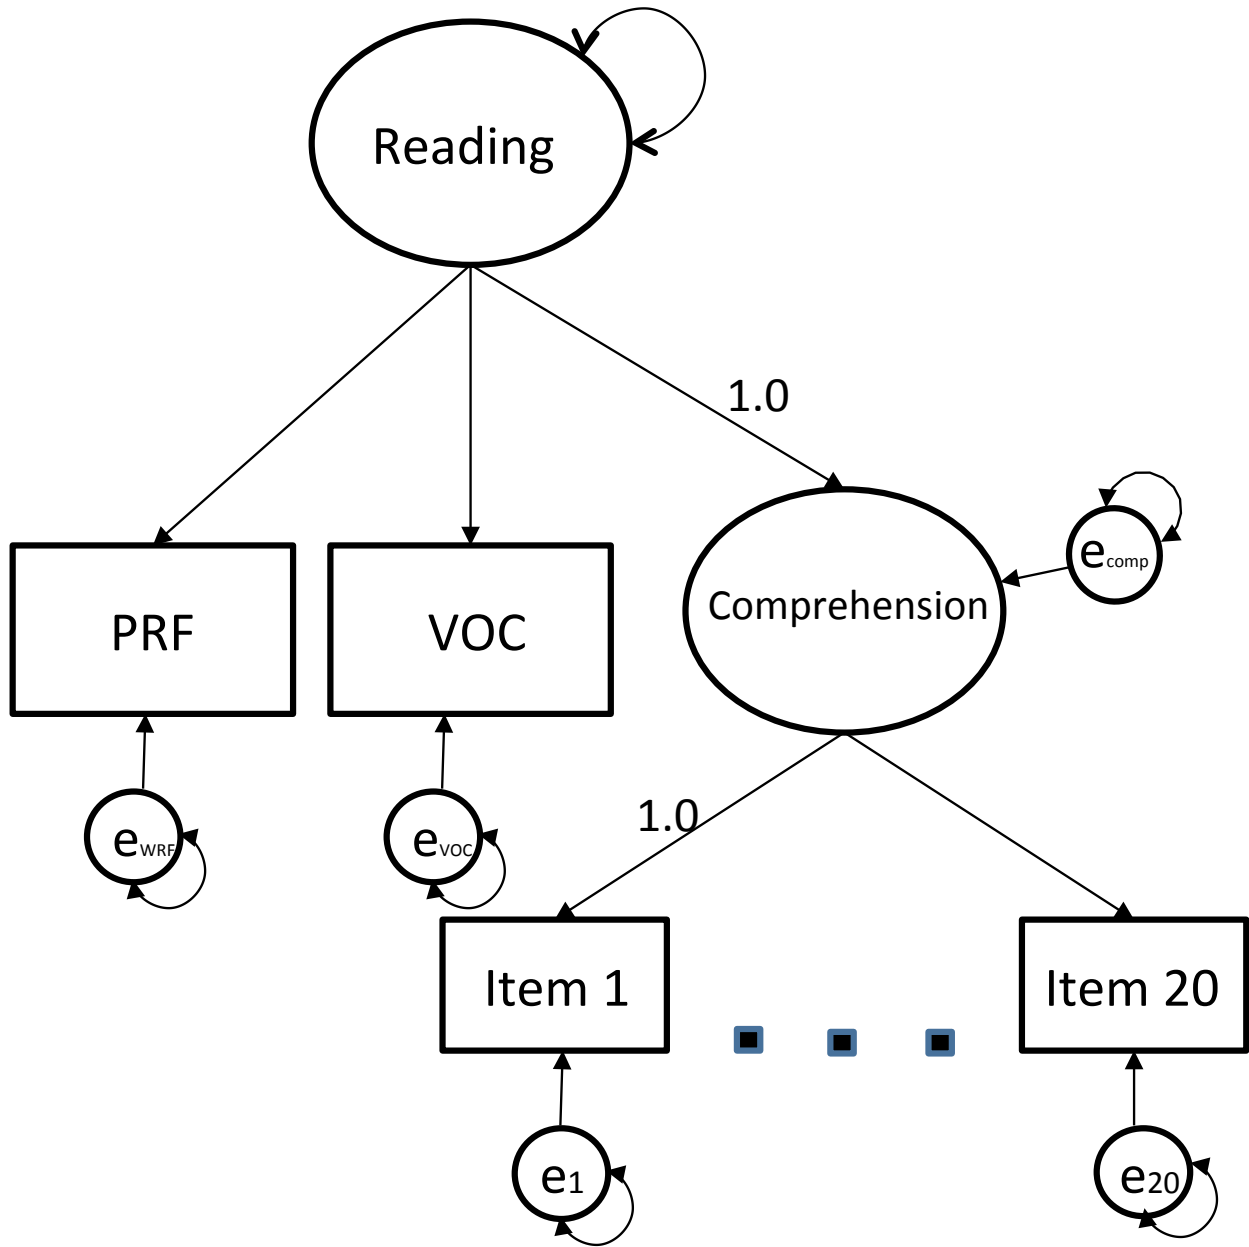 Reading
1.0
PRF
VOC
Comprehension
ecomp
eWRF
eVOC
1.0
Item 1
Item 20
e1
e20